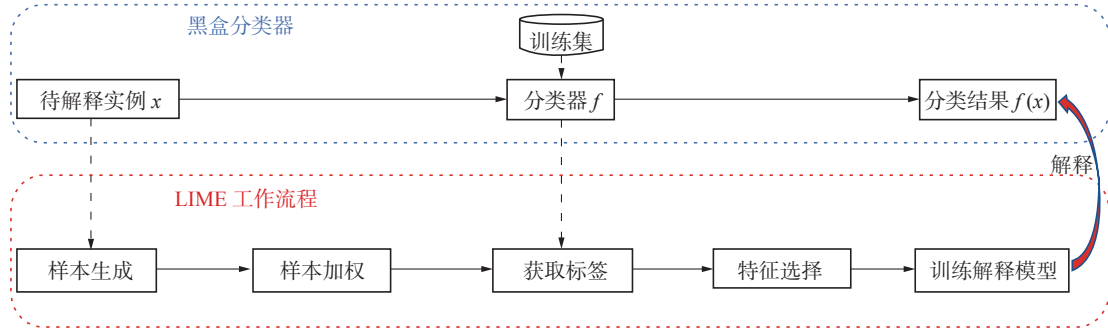 黑盒分类器
训练集
待解释实例 x
分类器 f
分类结果 f(x)
解释
LIME 工作流程
样本生成
样本加权
获取标签
特征选择
训练解释模型